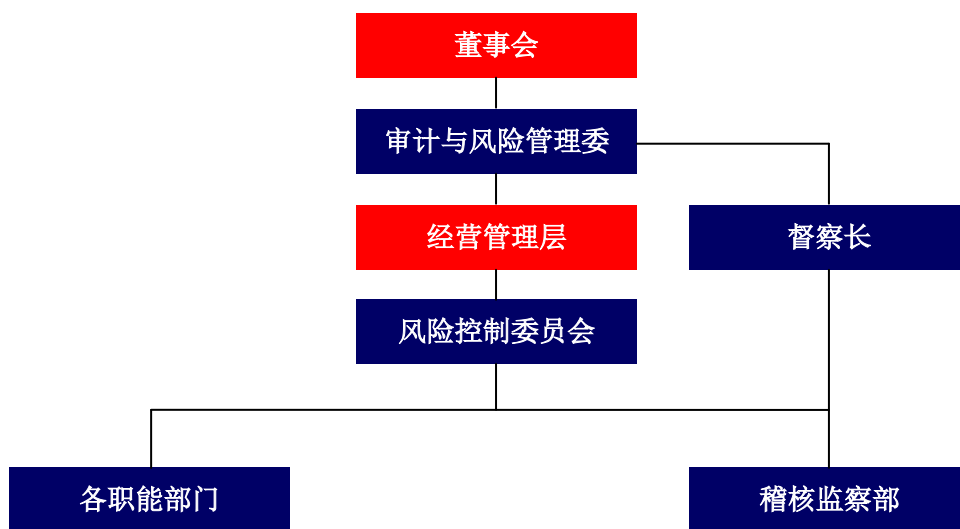 董事会
审计与风险管理委
经营管理层
督察长
风险控制委员会
各职能部门
稽核监察部